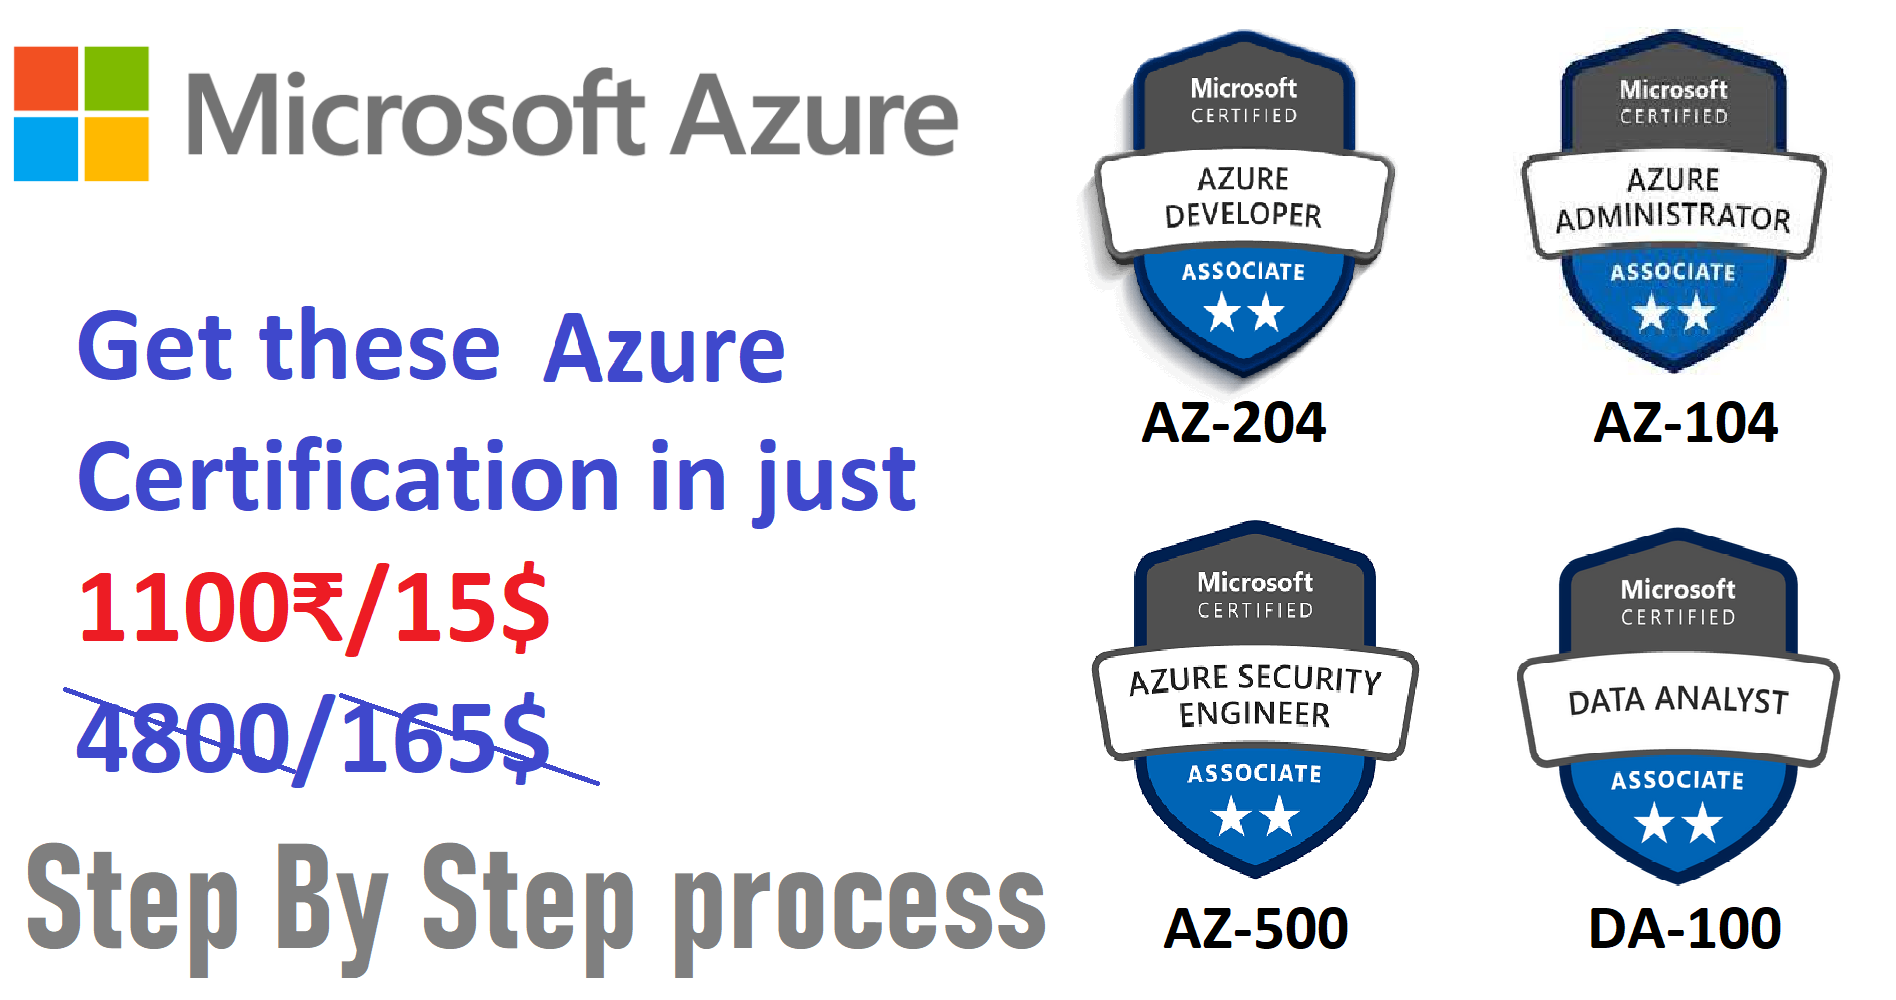 Microsoft Azure
Get these Azure
Certification in just
1100₹/15$
4800/165$
Step By Step process
Microsoft
CERTIFIED
AZURE
DEVELOPER
ASSOCIATE
AZ-204
Microsoft
CERTIFIED
AZURE
ADMINISTRATOR
ASSOCIATE
AZ-104
Microsoft
CERTIFIED
AZURE SECURITY
ENGINEER
ASSOCIATE
AZ-500
Microsoft
CERTIFIED
DATA ANALYST
ASSOCIATE
DA-100